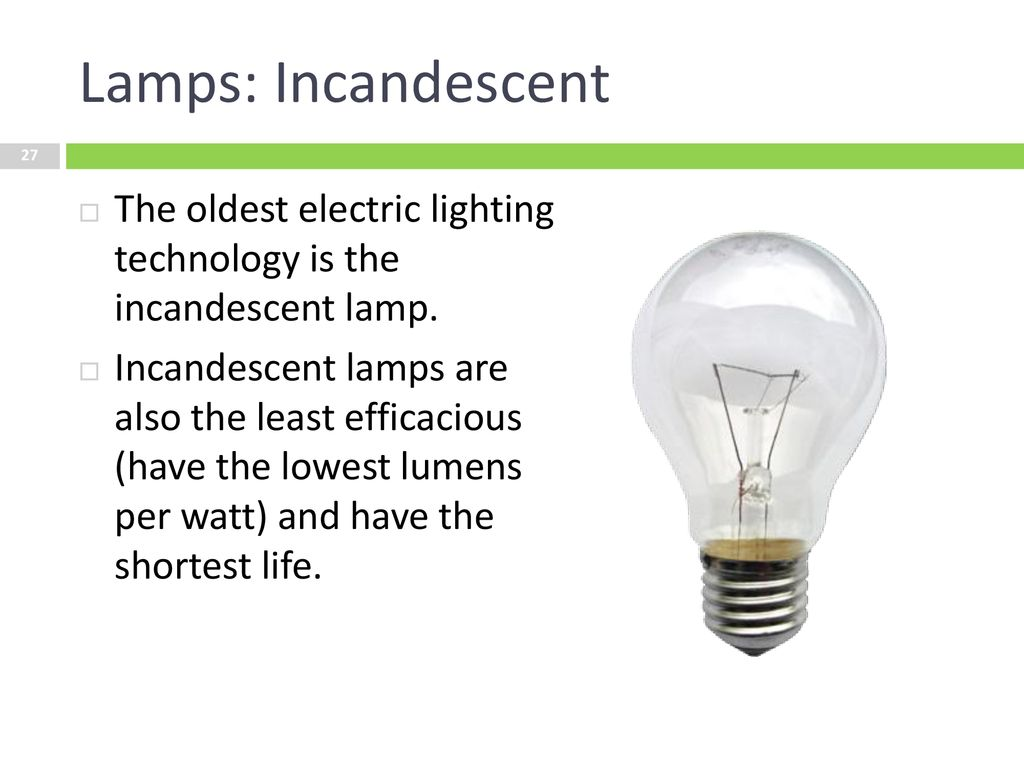 Lamps: Incandescent
27
The oldest electric lighting
technology is the
incandescent lamp.
Incandescent lamps are
also the least efficacious
(have the lowest lumens
per watt) and have the
shortest life.